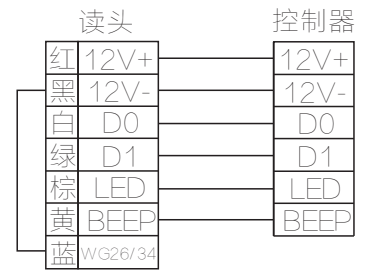 读头 控制器
红 12V+ 12V+
黑 12V- 12V-
白 D0 D0
绿 D1 D1
棕 LED LED
黄 BEEP BEEP
蓝 WG26/34